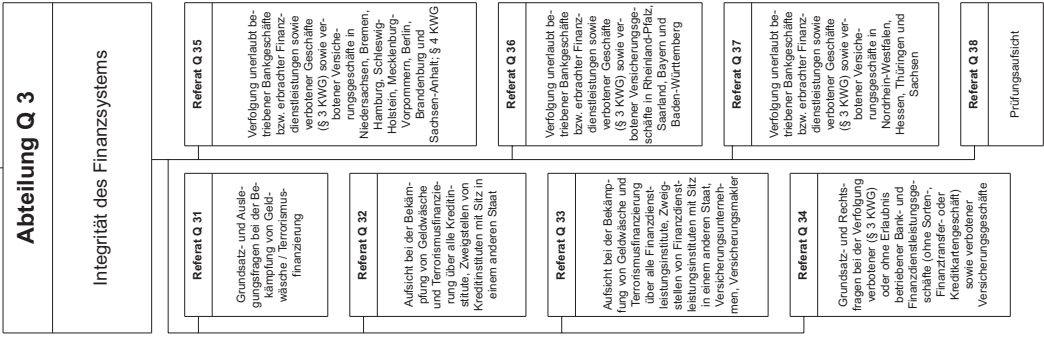 Abteilung Q 3
Integrität des Finanzsystems
Referat Q 31
Grundsatz- und Ausle-
gungsfragen bei der Be-
kämpfung von Geld-
wäsche / Terrorismus-
finanzierung
Referat Q 32
Aufsicht bei der Bekäm-
pfung von Geldwäsche
und Terrorismusfinanzie-
rung über alle Kreditin-
stitute, Zweigstellen von
Kreditinstituten mit Sitz in
einem anderen Staat
Referat Q 33
Aufsicht bei der Bekämp-
fung von Geldwäsche und
Terrorismusfinanzierung
über alle Finanzdienst-
leistungsinstitute, Zweig-
stellen von Finanzdienst-
leistungsinstituten mit Sitz
in einem anderen Staat,
Versicherungsunterneh-
men, Versicherungsmakler
Referat Q 34
Grundsatz- und Rechts-
fragen bei der Verfolgung
verbotener (§ 3 KWG)
oder ohne Erlaubnis
betriebener Bank- und
Finanzdienstleistungsge-
schäfte (ohne Sorten-,
Finanztransfer- oder
Kreditkartengeschäft)
sowie verbotener
Versicherungsgeschäfte
Referat Q 35
Verfolgung unerlaubt be-
triebener Bankgeschäfte
bzw. erbrachter Finanz-
dienstleistungen sowie
verbotener Geschäfte
(§ 3 KWG) sowie ver-
botener Versiche-
rungsgeschäfte in
Niedersachsen, Bremen,
Hamburg, Schleswig-
Holstein, Mecklenburg-
Vorpommern, Berlin,
Brandenburg und
Sachsen-Anhalt; § 4 KWG
Referat Q 36
Verfolgung unerlaubt be-
triebener Bankgeschäfte
bzw. erbrachter Finanz-
dienstleistungen sowie
verbotener Geschäfte
(§ 3 KWG) sowie ver-
botener Versicherungsge-
schäfte in Rheinland-Pfalz,
Saarland, Bayern und
Baden-Württemberg
Referat Q 37
Verfolgung unerlaubt be-
triebener Bankgeschäfte
bzw. erbrachter Finanz-
dienstleistungen sowie
verbotener Geschäfte
(§ 3 KWG) sowie ver-
botener Versiche-
rungsgeschäfte in
Nordrhein-Westfalen,
Hessen, Thüringen und
Sachsen
Referat Q 38
Prüfungsaufsicht